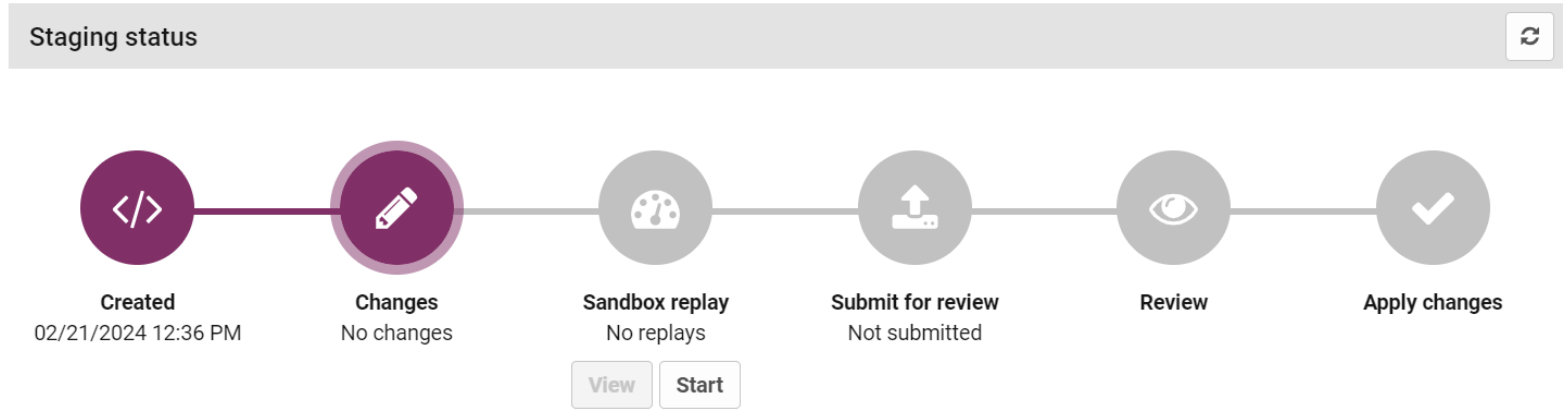 Staging status
Created
02/21/2024 12:36 PM
Changes
No changes
Sandbox replay
No replays
View
Start
Submit for review
Not submitted
Review
Apply changes